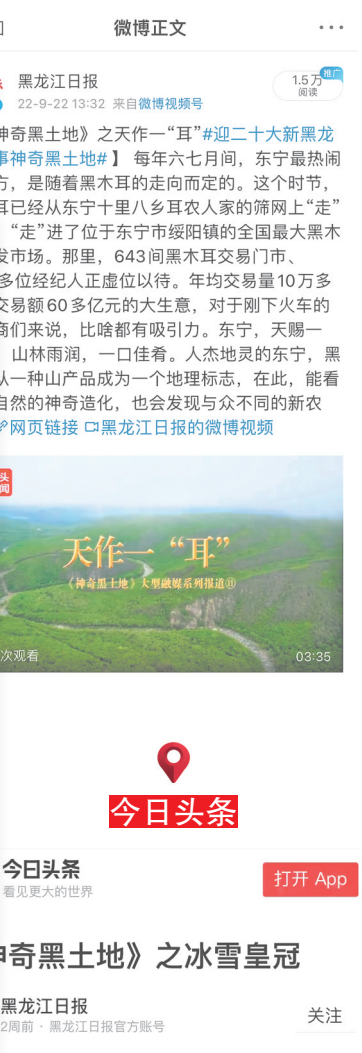 微博正文
黑龙江日报
1.5万
推广
阅读
22-9-22 13:32 来自微博视频号
神奇黑土地》之天作一“耳”#迎二十大新黑龙
事神奇黑土地#】 每年六七月间，东宁最热闹
方，是随着黑木耳的走向而定的。这个时节，
耳已经从东宁十里八乡耳农人家的筛网上“走”
“走”进了位于东宁市绥阳镇的全国最大黑木
发市场。那里，643间黑木耳交易门市、
多位经纪人正虚位以待。年均交易量10万多
交易额60多亿元的大生意，对于刚下火车的
商们来说，比啥都有吸引力。东宁，天赐一
山林雨润，一口佳肴。人杰地灵的东宁，黑
从一种山产品成为一个地理标志，在此，能看
自然的神奇造化，也会发现与众不同的新农
网页链接 黑龙江日报的微博视频
头
闻
天作一“耳”
《神奇黑土地》大型融媒系列报道⑪
次观看
03:35
今日头条
今日头条
看见更大的世界
打开 App
神奇黑土地》之冰雪皇冠
黑龙江日报
2周前 · 黑龙江日报官方账号
关注